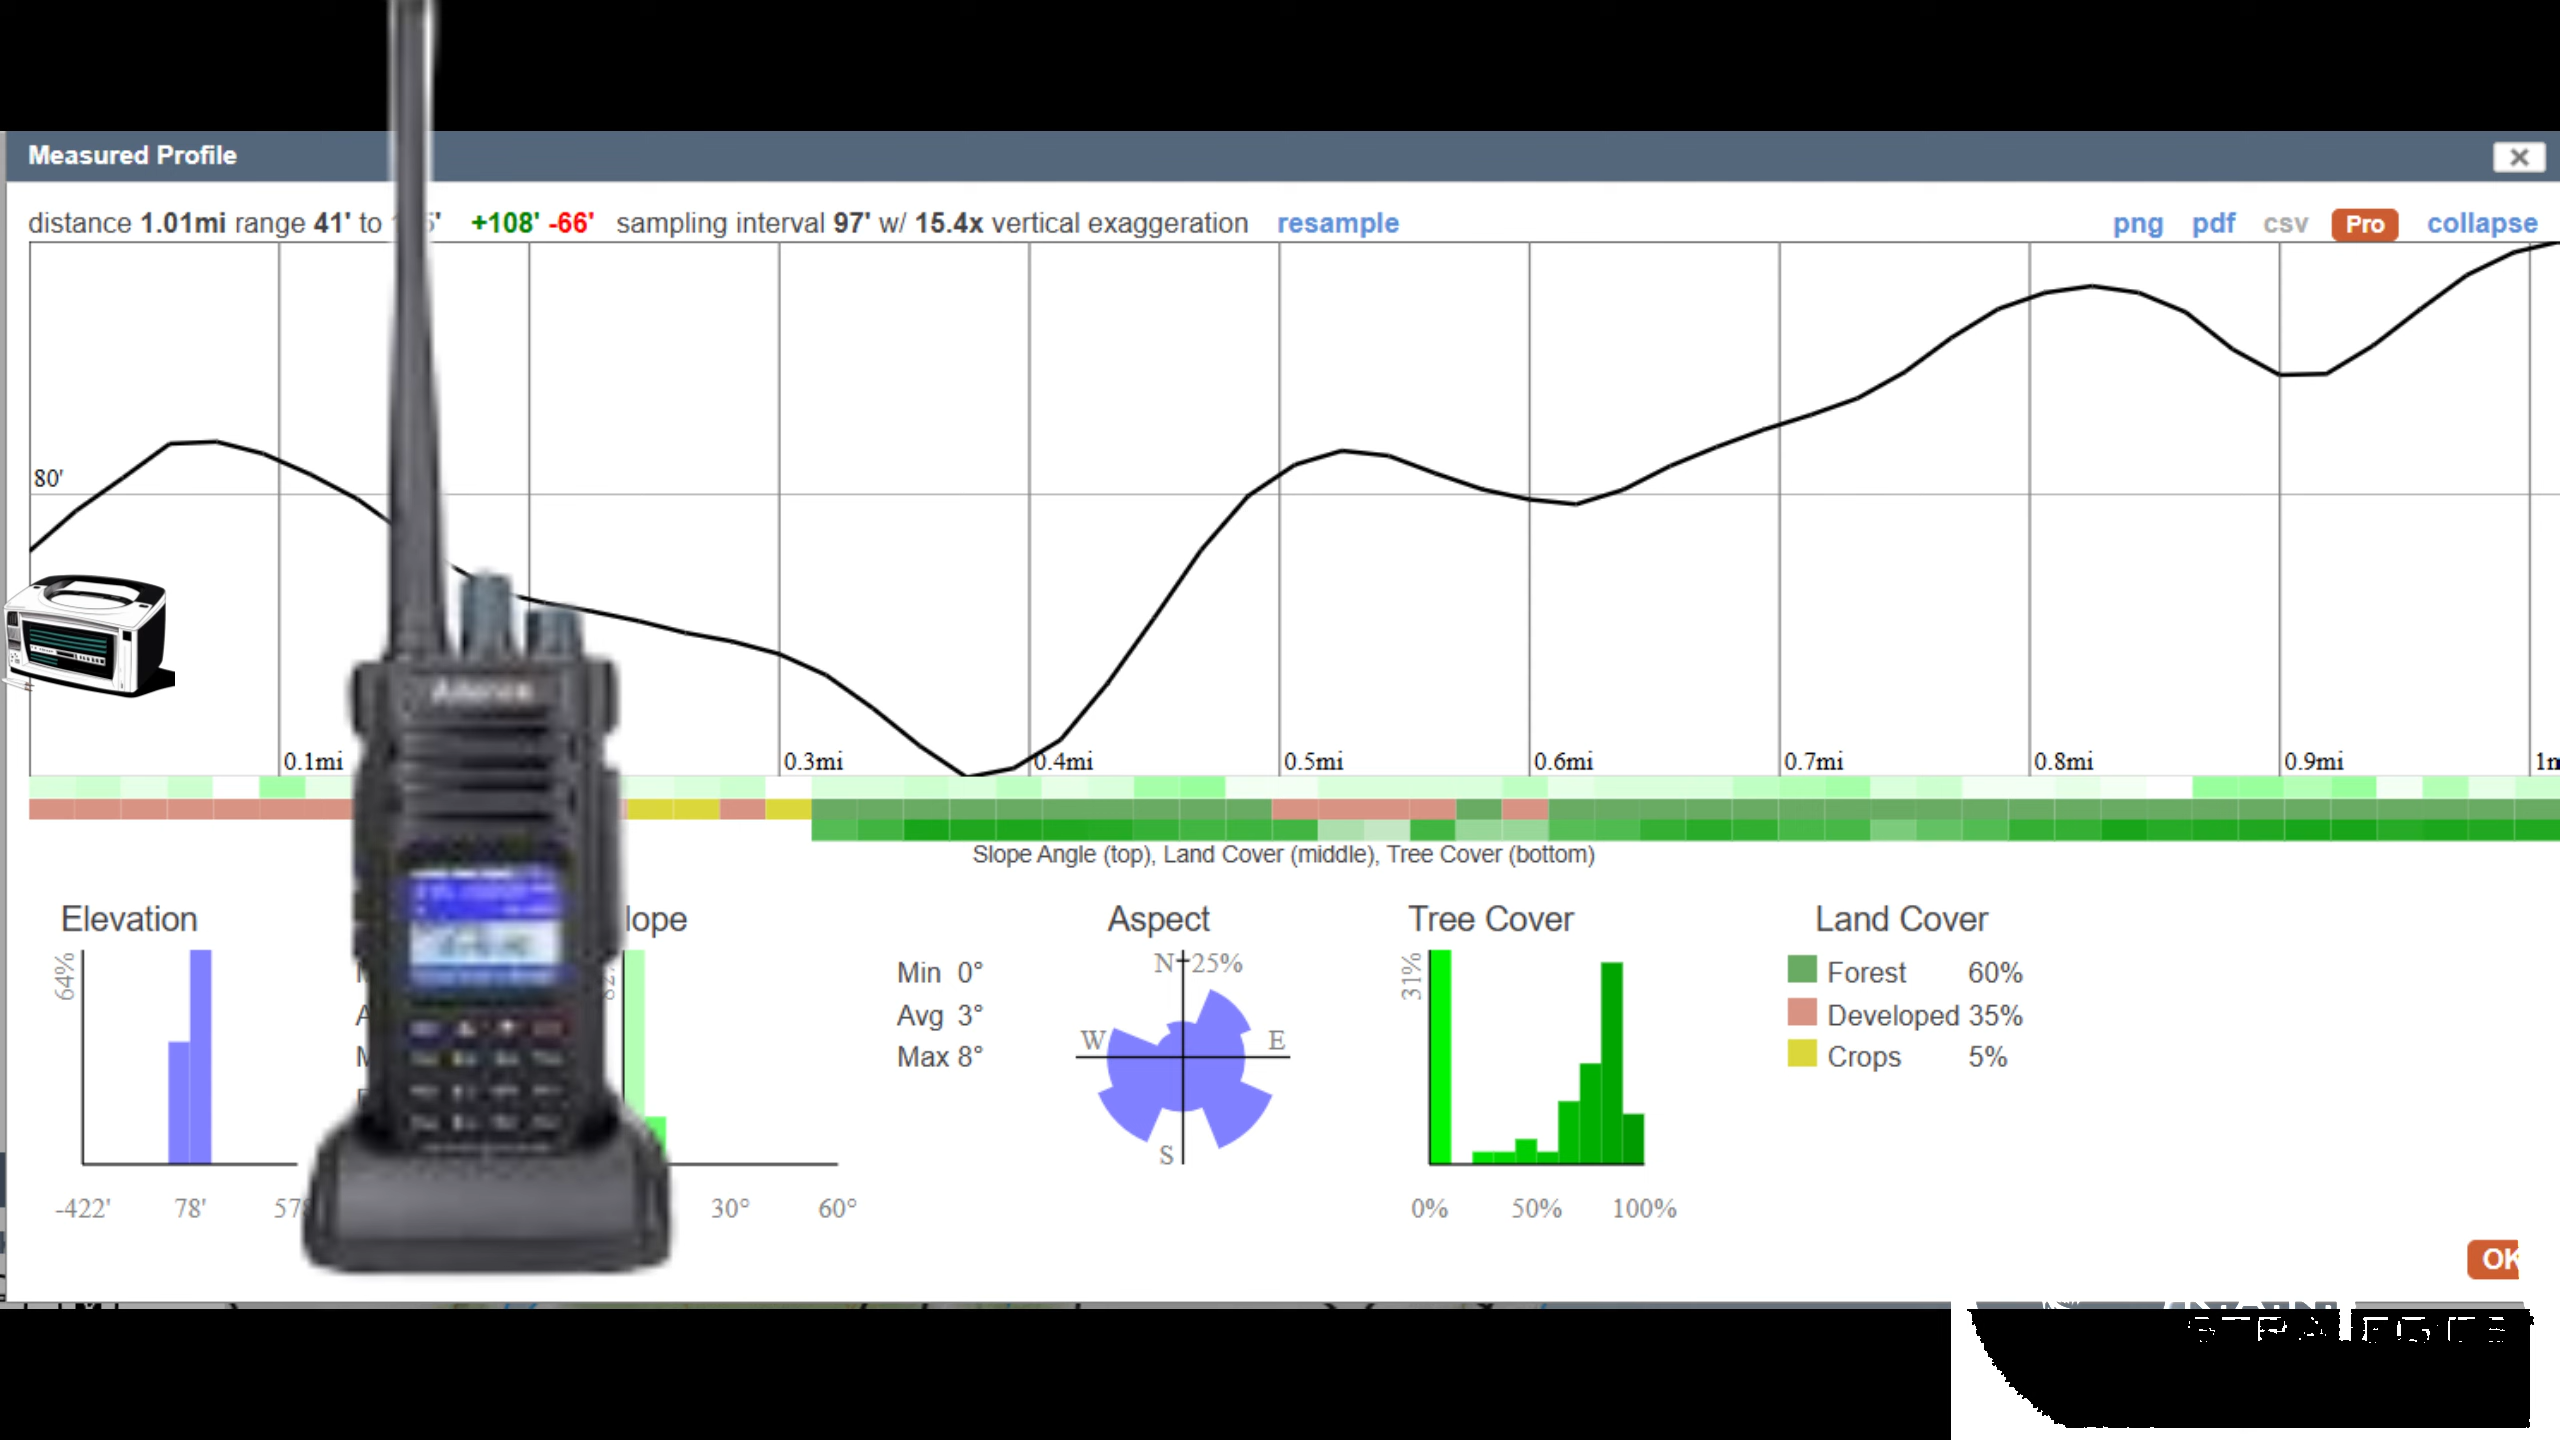 Measured Profile
distance 1.01mi range 41' to +108' -66' sampling interval 97' w/ 15.4x vertical exaggeration resample png pdf csv Pro collapse
80'
0.1mi 0.3mi 0.4mi 0.5mi 0.6mi 0.7mi 0.8mi 0.9mi
Slope Angle (top), Land Cover (middle), Tree Cover (bottom)
Elevation lope Aspect Tree Cover Land Cover
64% Min 0° N 25% 31% Forest 60%
Avg 3° W E Developed 35%
Max 8° Crops 5%
S
-422' 78' 30° 60° 0% 50% 100%
OK